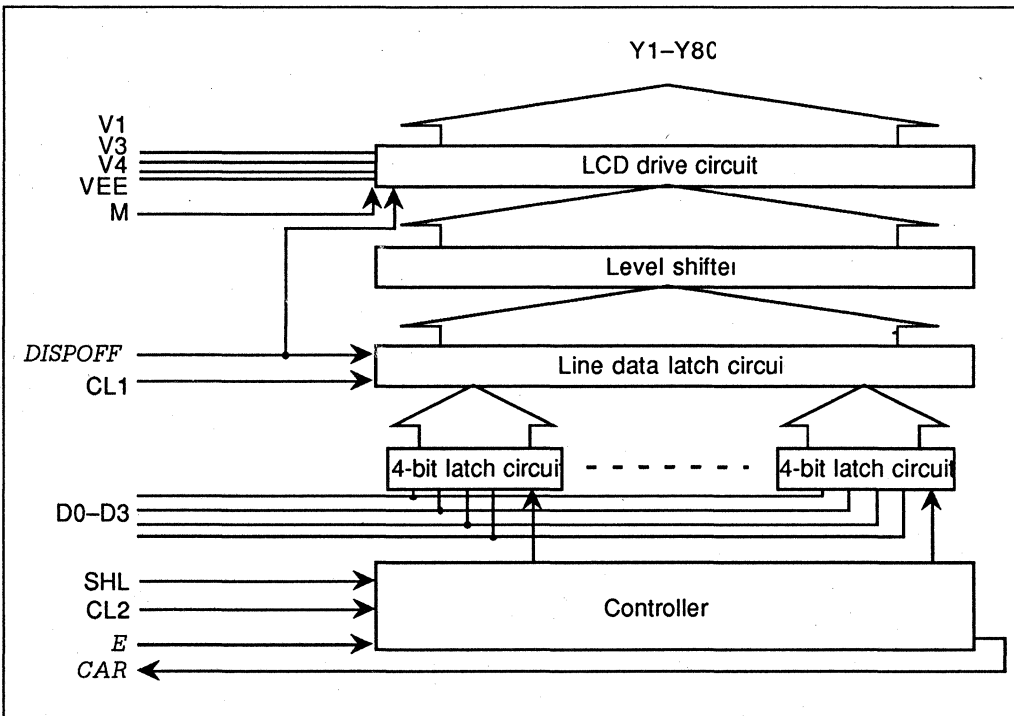 Y1–Y80
V1
V3
V4
VEE
M
LCD drive circuit
Level shifter
DISPOFF
CL1
Line data latch circui
4-bit latch circuit
4-bit latch circuit
D0–D3
SHL
CL2
E
CAR
Controller